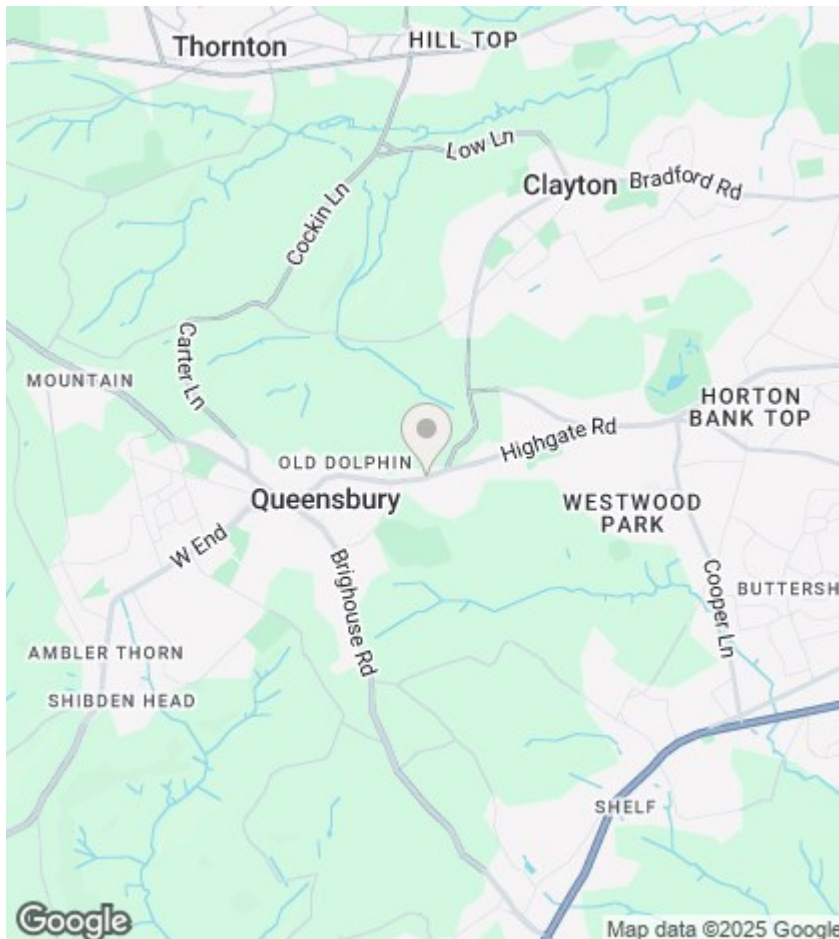 Thornton
HILL TOP
Low Ln
Clayton
Bradford Rd
Cockin Ln
Carter Ln
MOUNTAIN
HORTON
BANK TOP
Highgate Rd
OLD DOLPHIN
Queensbury
WESTWOOD
PARK
W End
Brighouse Rd
Cooper Ln
BUTTERSH
AMBLER THORN
SHIBDEN HEAD
SHELF
Google
Map data ©2025 Google